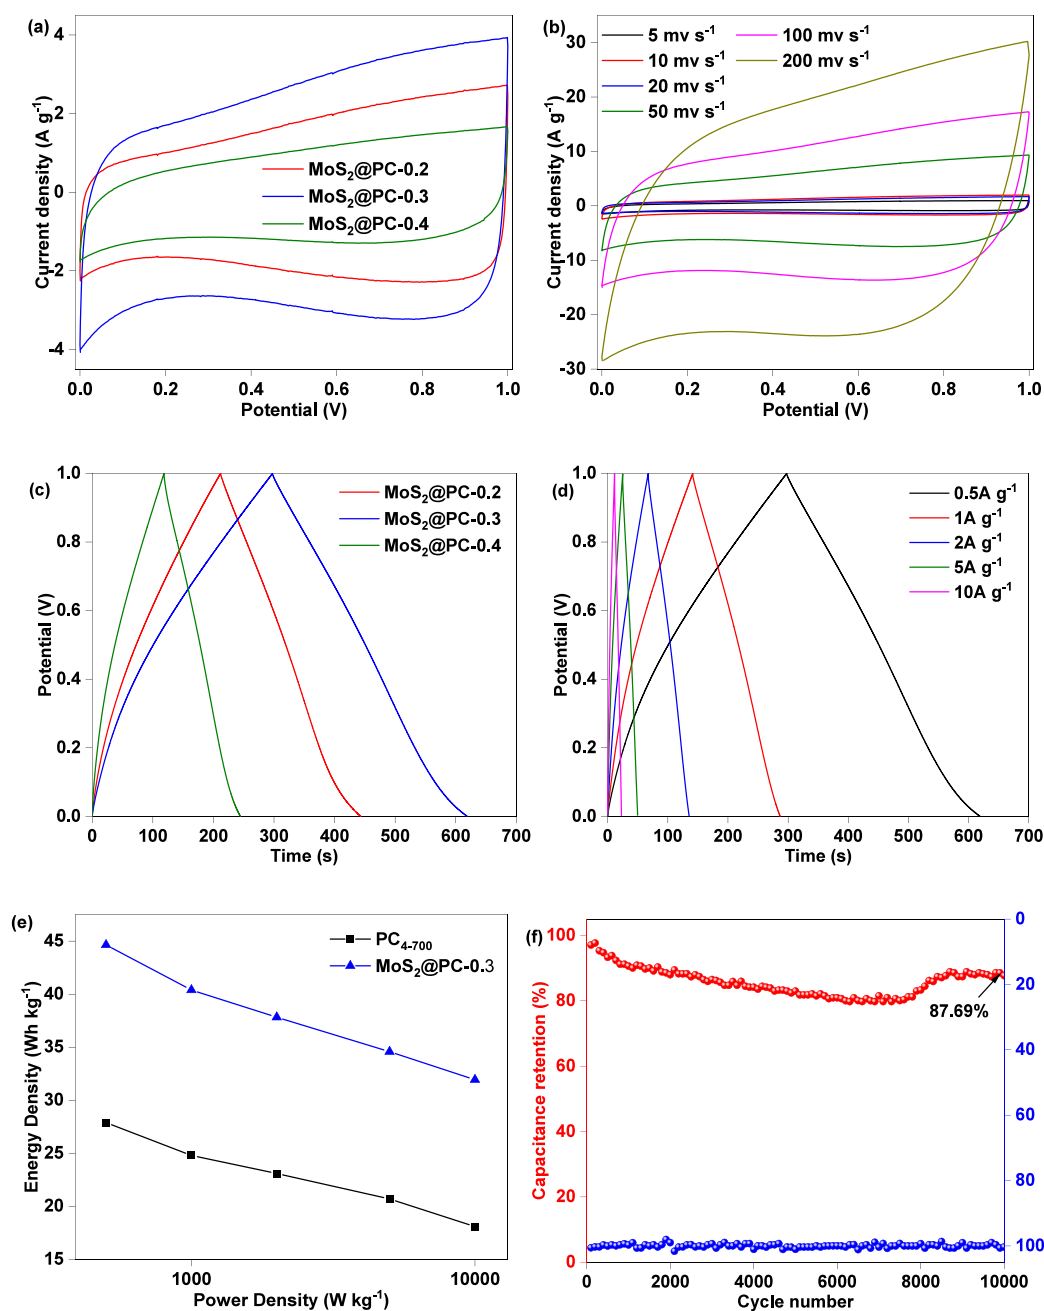 (a)
4
2
0
-2
-4
Current density (A g⁻¹)
MoS₂@PC-0.2
MoS₂@PC-0.3
MoS₂@PC-0.4
0.0 0.2 0.4 0.6 0.8 1.0
Potential (V)
(b)
5 mv s⁻¹ 100 mv s⁻¹
10 mv s⁻¹ 200 mv s⁻¹
20 mv s⁻¹
50 mv s⁻¹
30
20
10
0
-10
-20
-30
Current density (A g⁻¹)
0.0 0.2 0.4 0.6 0.8 1.0
Potential (V)
(c)
1.0
0.8
0.6
0.4
0.2
0.0
Potential (V)
MoS₂@PC-0.2
MoS₂@PC-0.3
MoS₂@PC-0.4
0 100 200 300 400 500 600 700
Time (s)
(d)
1.0
0.8
0.6
0.4
0.2
0.0
Potential (V)
0.5A g⁻¹
1A g⁻¹
2A g⁻¹
5A g⁻¹
10A g⁻¹
0 100 200 300 400 500 600 700
Time (s)
(e)
45
40
35
30
25
20
15
Energy Density (Wh kg⁻¹)
PC₄₋₇₀₀
MoS₂@PC-0.3
1000 10000
Power Density (W kg⁻¹)
(f)
100
80
60
40
20
0
Capacitance retention (%)
87.69%
0
20
40
60
80
100
0 2000 4000 6000 8000 10000
Cycle number